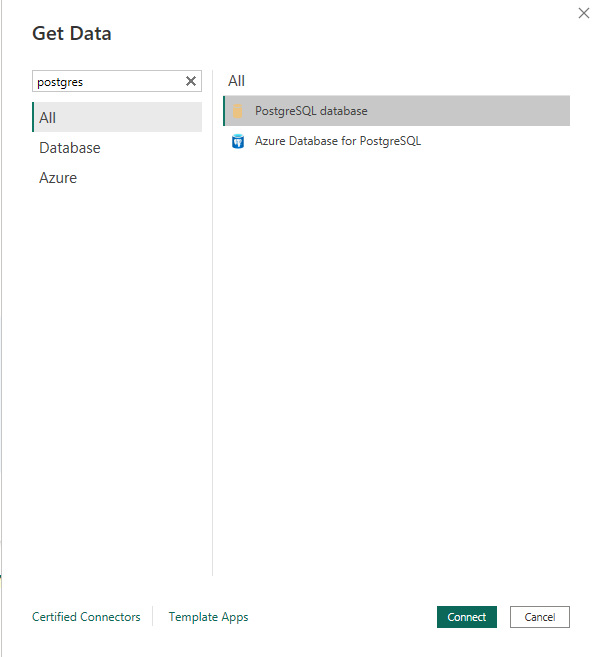 Get Data
postgres
All
Database
Azure
All
PostgreSQL database
Azure Database for PostgreSQL
Certified Connectors
Template Apps
Connect
Cancel